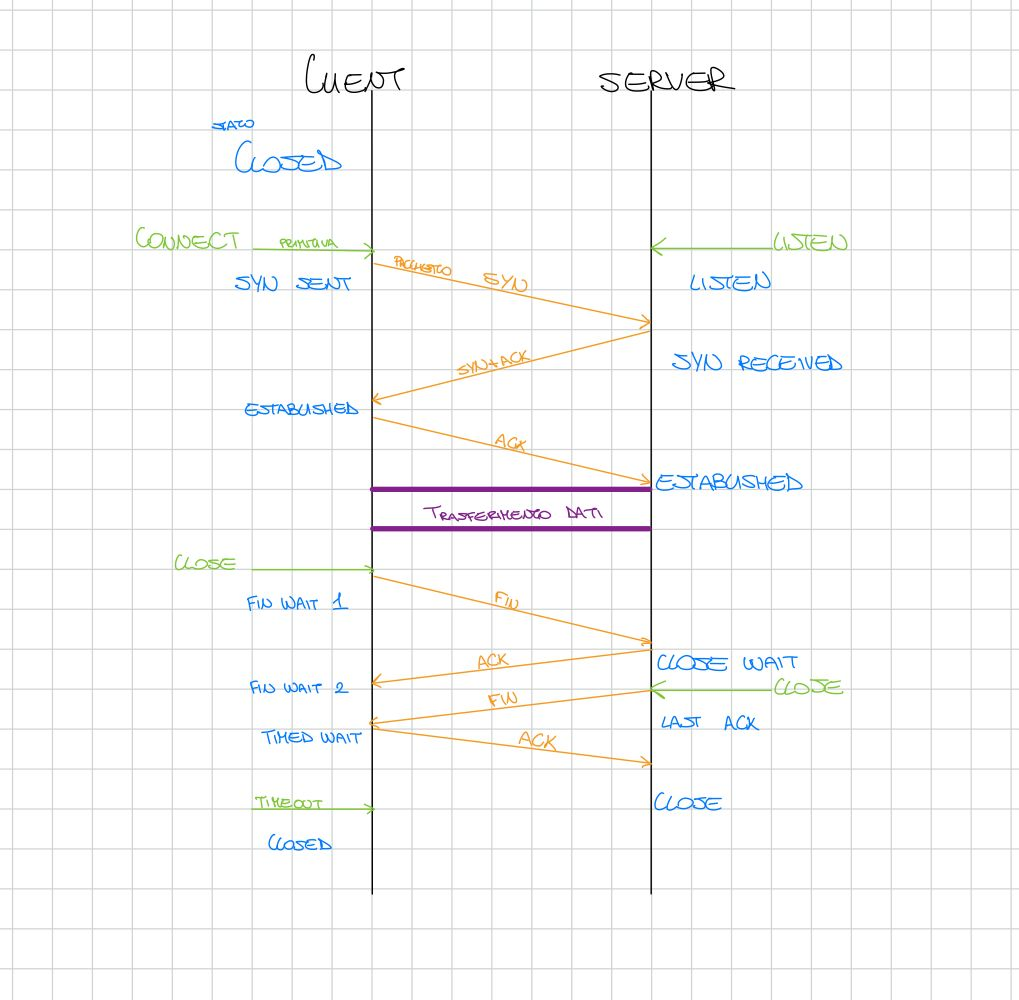 CLIENT SERVER
STATO
CLOSED
CONNECT PRIMITIVA LISTEN
PACCHETTO SYN
SYN SENT LISTEN
SYN+ACK SYN RECEIVED
ESTABLISHED
ACK
ESTABLISHED
TRASFERIMENTO DATI
CLOSE
FIN WAIT 1 FIN
ACK CLOSE WAIT
FIN WAIT 2 FIN CLOSE
LAST ACK
TIMED WAIT ACK
TIMEOUT CLOSE
CLOSED